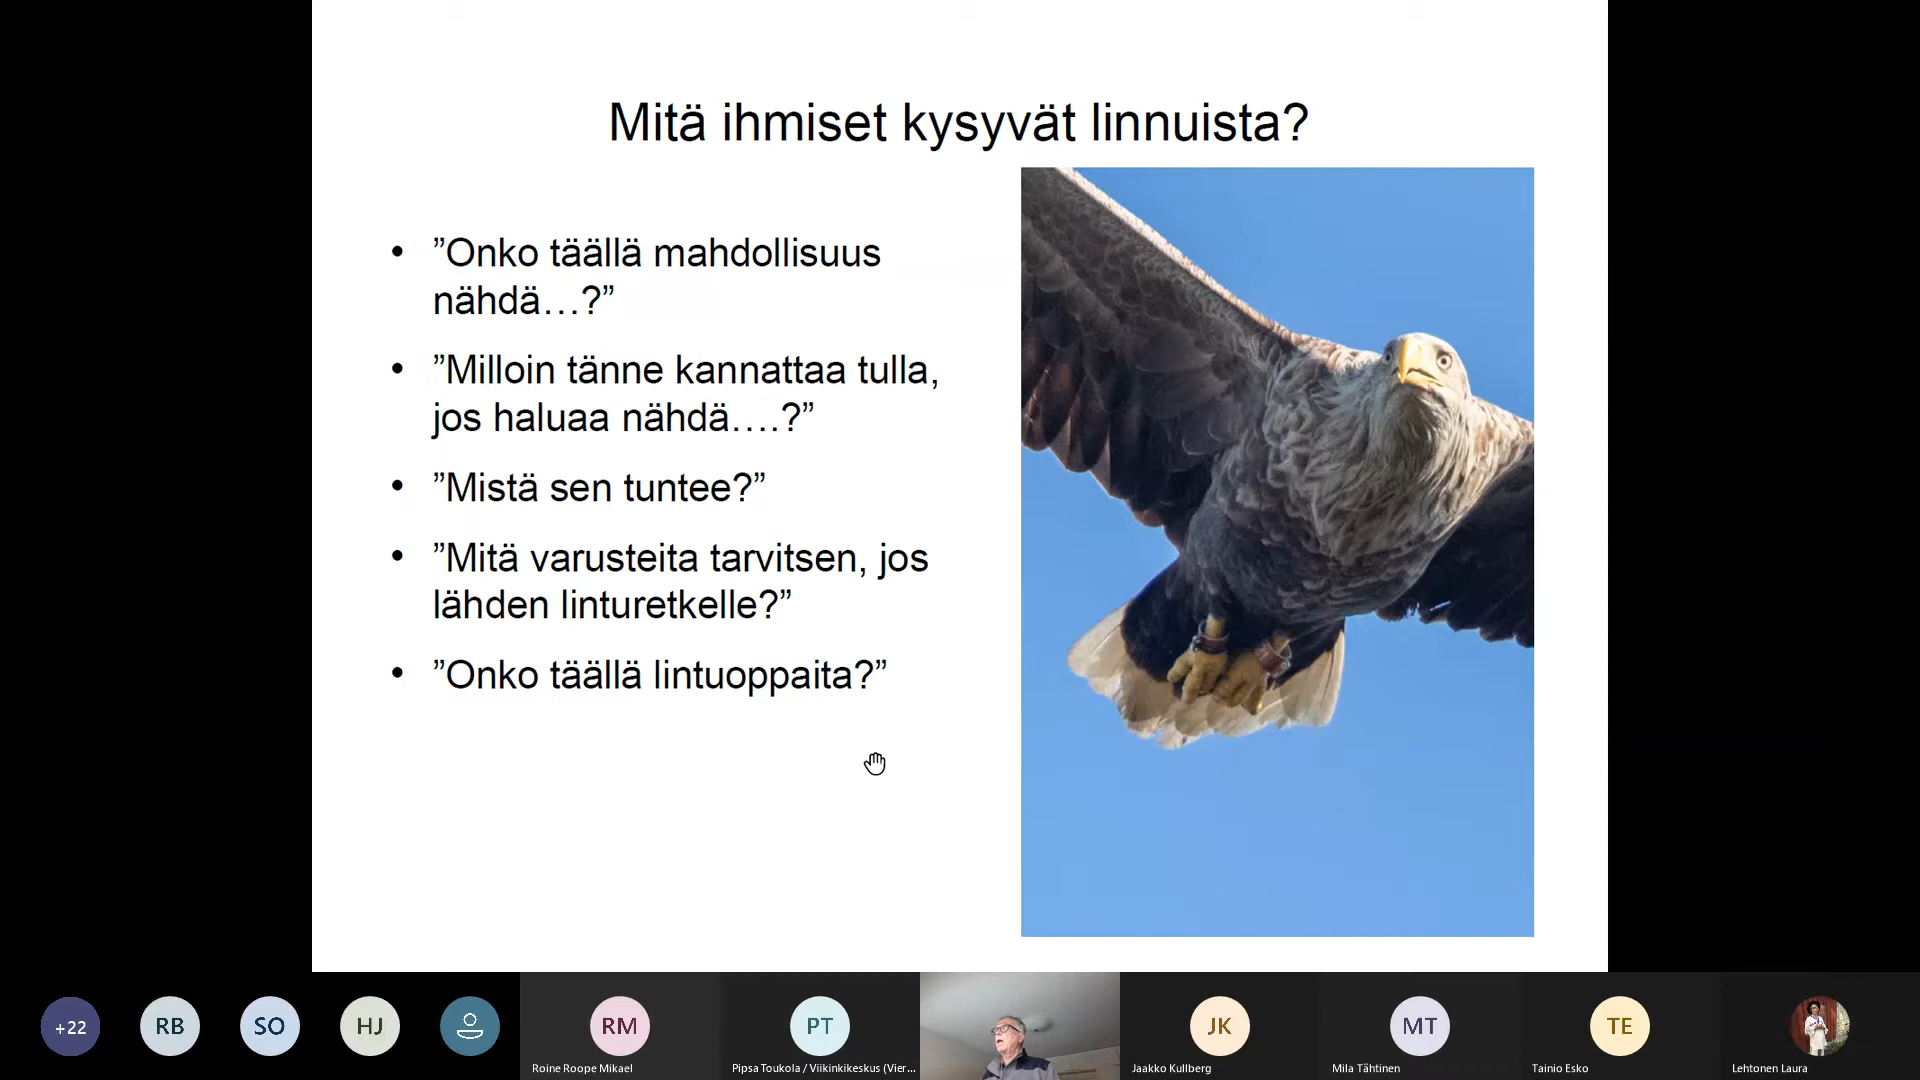 Mitä ihmiset kysyvät linnuista?
• ”Onko täällä mahdollisuus
nähdä…?”
• ”Milloin tänne kannattaa tulla,
jos haluaa nähdä….?”
• ”Mistä sen tuntee?”
• ”Mitä varusteita tarvitsen, jos
lähden linturetkelle?”
• ”Onko täällä lintuoppaita?”
+22
RB
SO
HJ
RM
PT
JK
MT
TE
Roine Roope Mikael
Pipsa Toukola / Viikinkikeskus (Vier...
Jaakko Kullberg
Mila Tähtinen
Tainio Esko
Lehtonen Laura